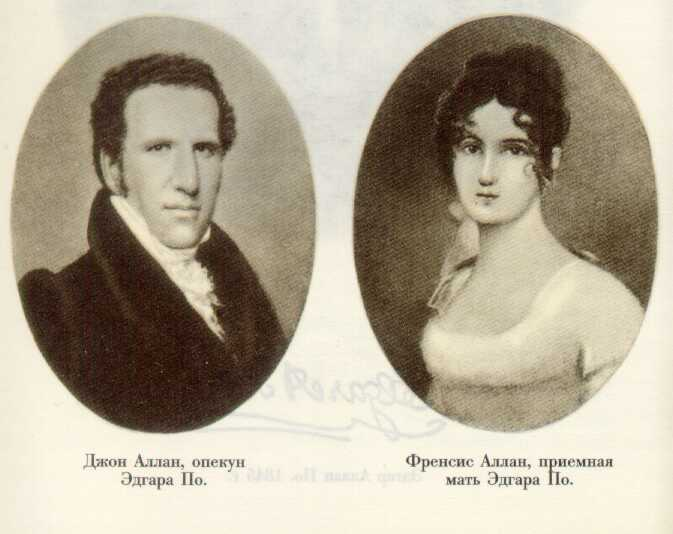 Джон Аллан, опекун
Эдгара По.
Френсис Аллан, приемная
мать Эдгара По.